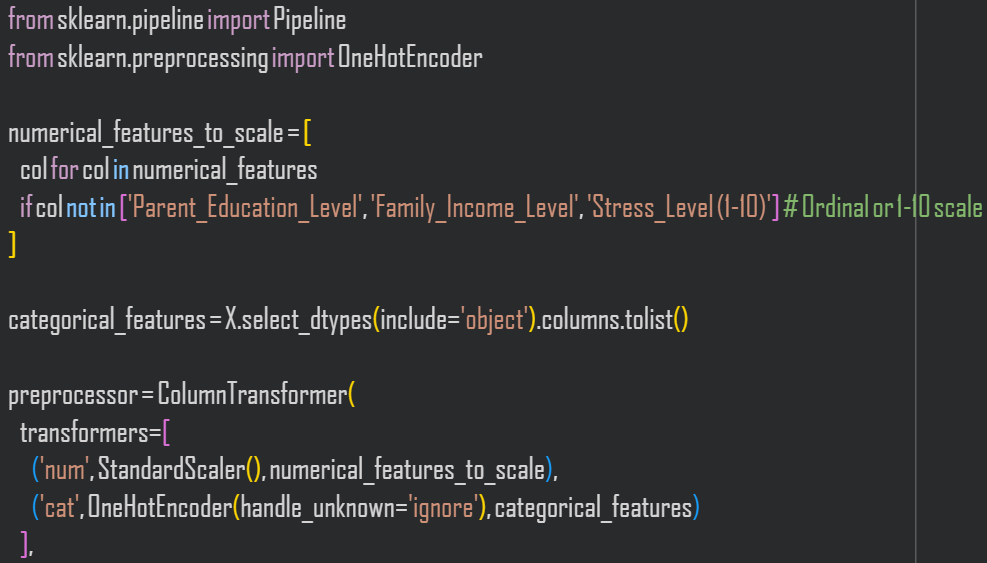 from sklearn.pipeline import Pipeline
from sklearn.preprocessing import OneHotEncoder
numerical_features_to_scale = [
col for col in numerical_features
if col not in ['Parent_Education_Level', 'Family_Income_Level', 'Stress_Level (1-10)'] # Ordinal or 1-10 scale
]
categorical_features = X.select_dtypes(include='object').columns.tolist()
preprocessor = ColumnTransformer(
transformers=[
('num', StandardScaler(), numerical_features_to_scale),
('cat', OneHotEncoder(handle_unknown='ignore'), categorical_features)
],